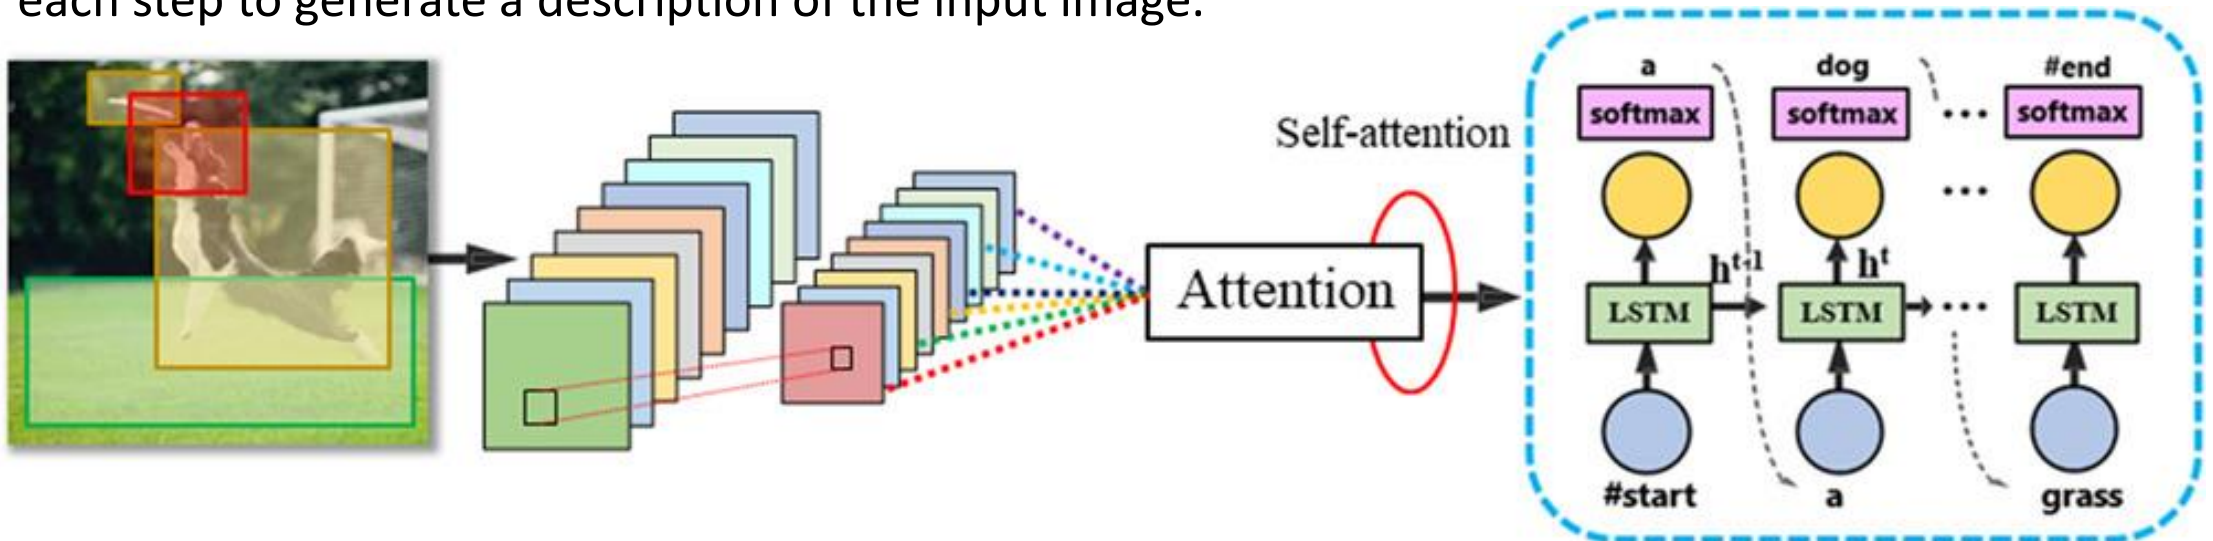 each step to generate a description of the input image.
Self-attention
Attention
a dog #end
softmax softmax ... softmax
...
h^t-1 h^t
LSTM LSTM ... LSTM
#start a grass